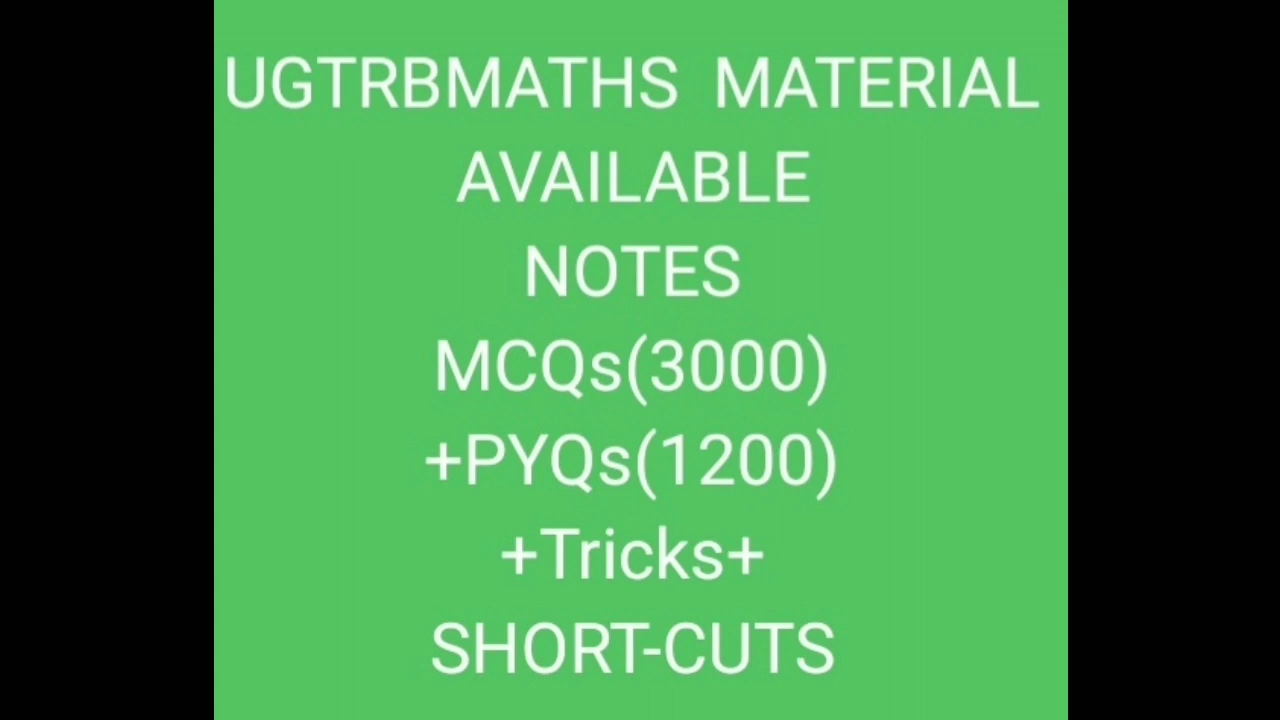 UGTRBMATHS MATERIAL
AVAILABLE
NOTES
MCQs(3000)
+PYQs(1200)
+Tricks+
SHORT-CUTS